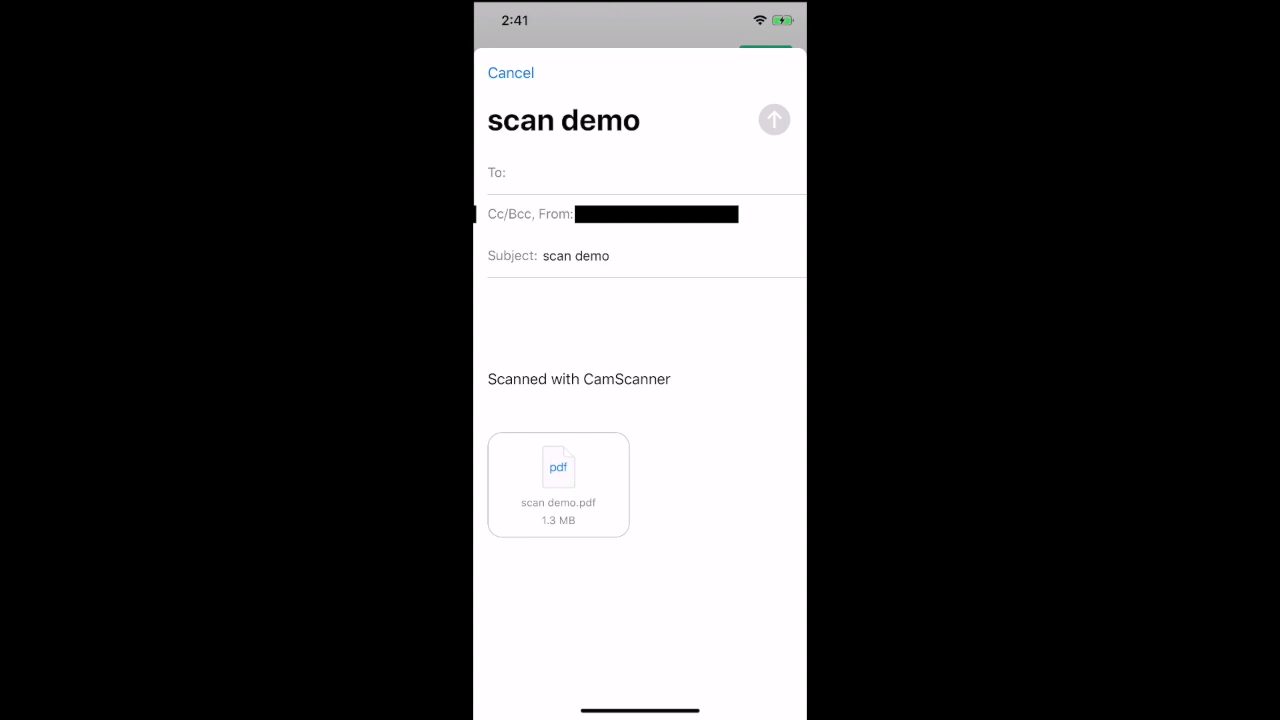 2:41
Cancel
scan demo
To:
Cc/Bcc, From:
Subject: scan demo
Scanned with CamScanner
pdf
scan demo.pdf
1.3 MB